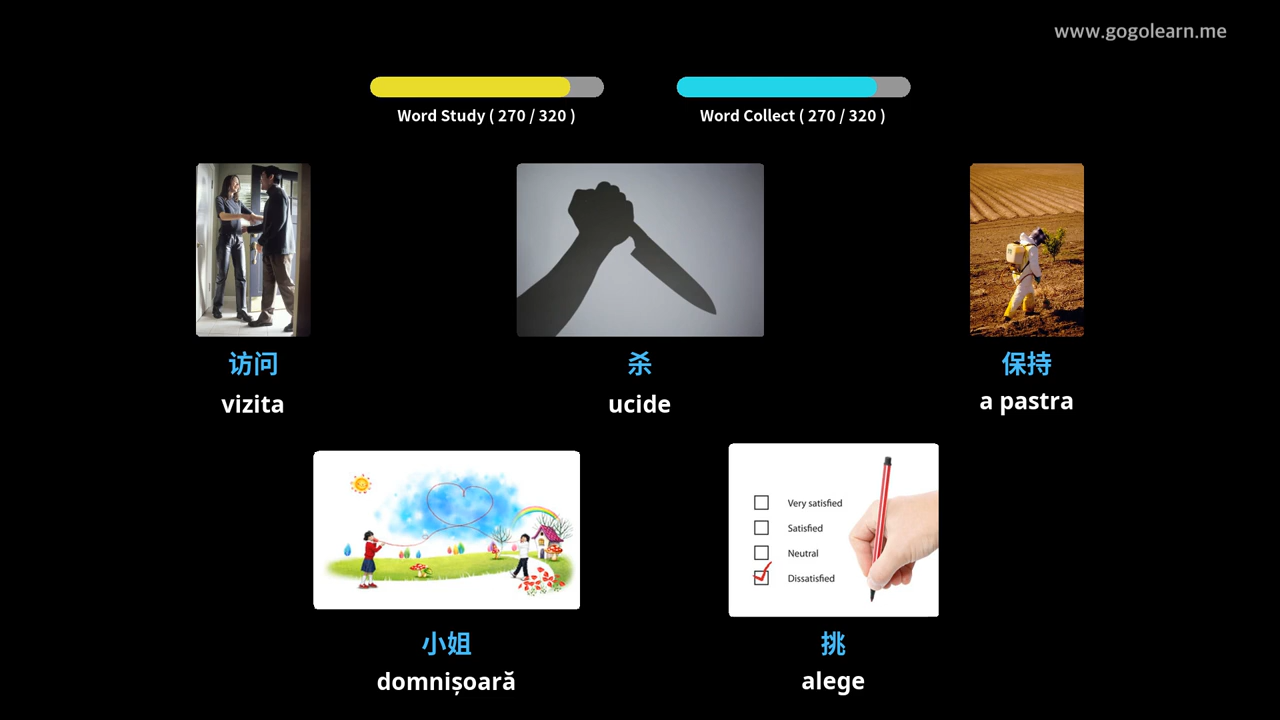 www.gogolearn.me
Word Study ( 270 / 320 )
Word Collect ( 270 / 320 )
访问
杀
保持
vizita
ucide
a pastra
Very satisfied
Satisfied
Neutral
Dissatisfied
小姐
挑
domnișoară
alege